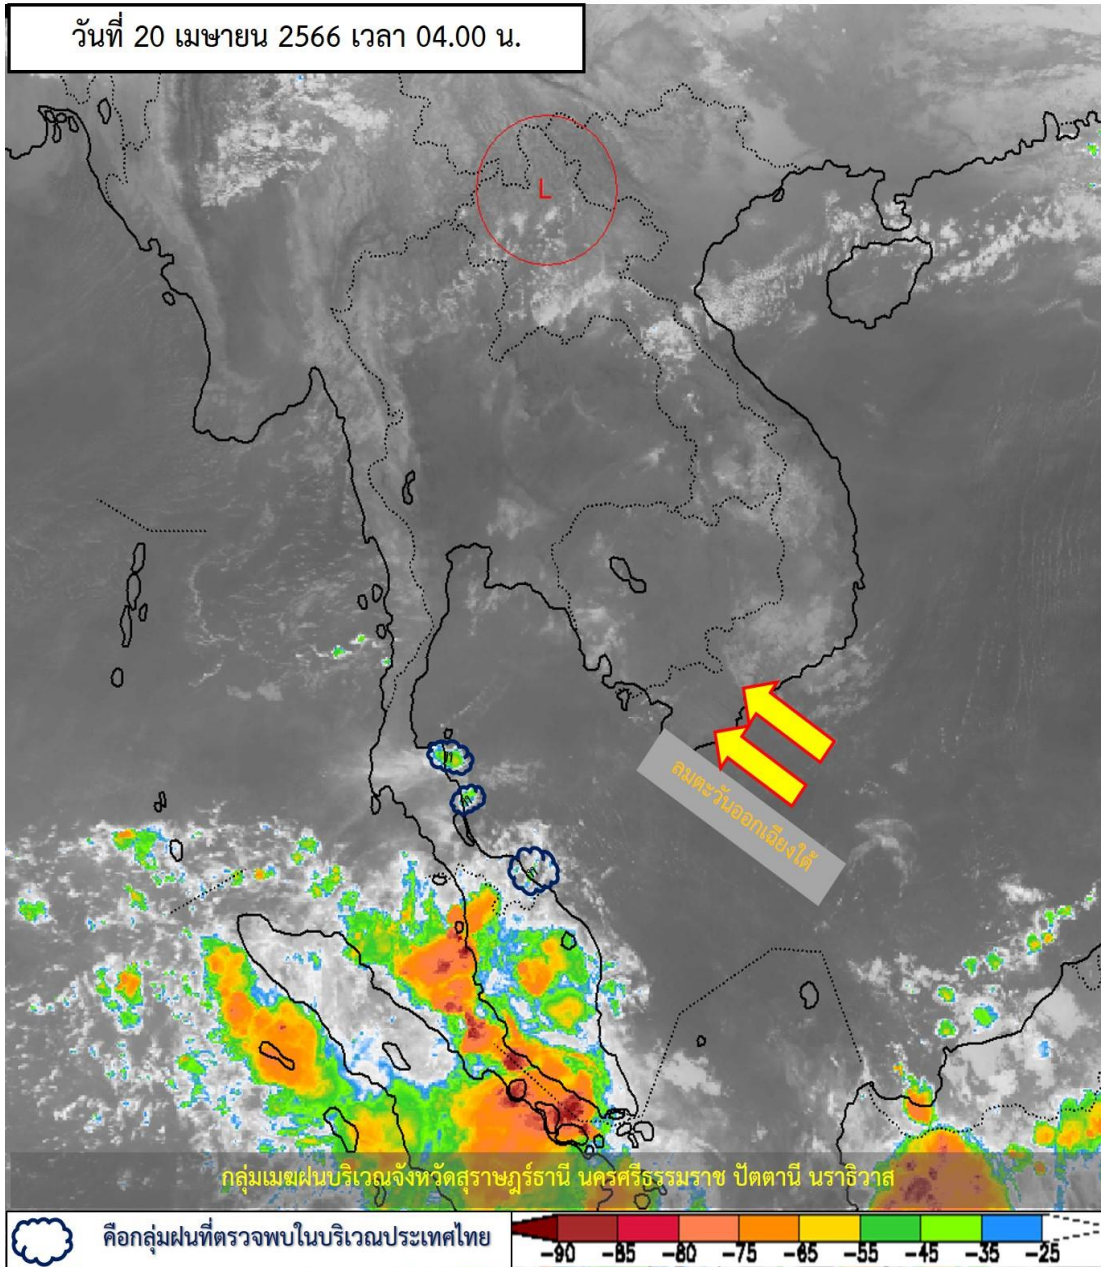 วันที่ 20 เมษายน 2566 เวลา 04.00 น.
L
ลมตะวันออกเฉียงใต้
กลุ่มเมฆฝนบริเวณจังหวัดสุราษฎร์ธานี นครศรีธรรมราช ปัตตานี นราธิวาส
คือกลุ่มฝนที่ตรวจพบในบริเวณประเทศไทย
-90 -85 -80 -75 -65 -55 -45 -35 -25